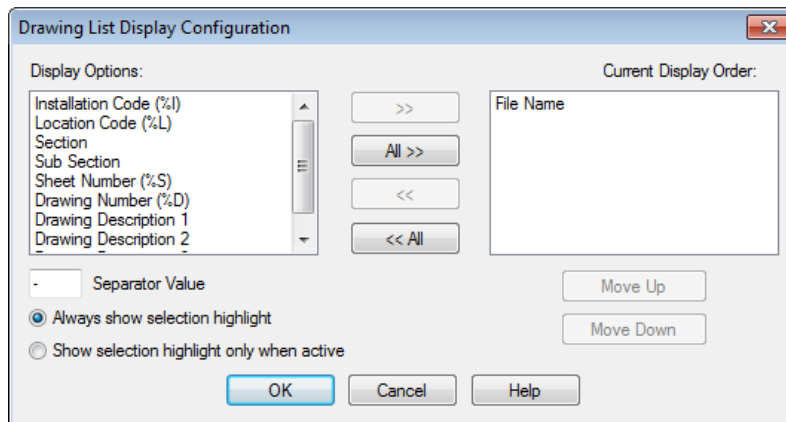 Drawing List Display Configuration
Display Options:
Current Display Order:
Installation Code (%I)
Location Code (%L)
Section
Sub Section
Sheet Number (%S)
Drawing Number (%D)
Drawing Description 1
Drawing Description 2
>>
All >>
<<
<< All
File Name
- Separator Value
Always show selection highlight
Show selection highlight only when active
Move Up
Move Down
OK Cancel Help